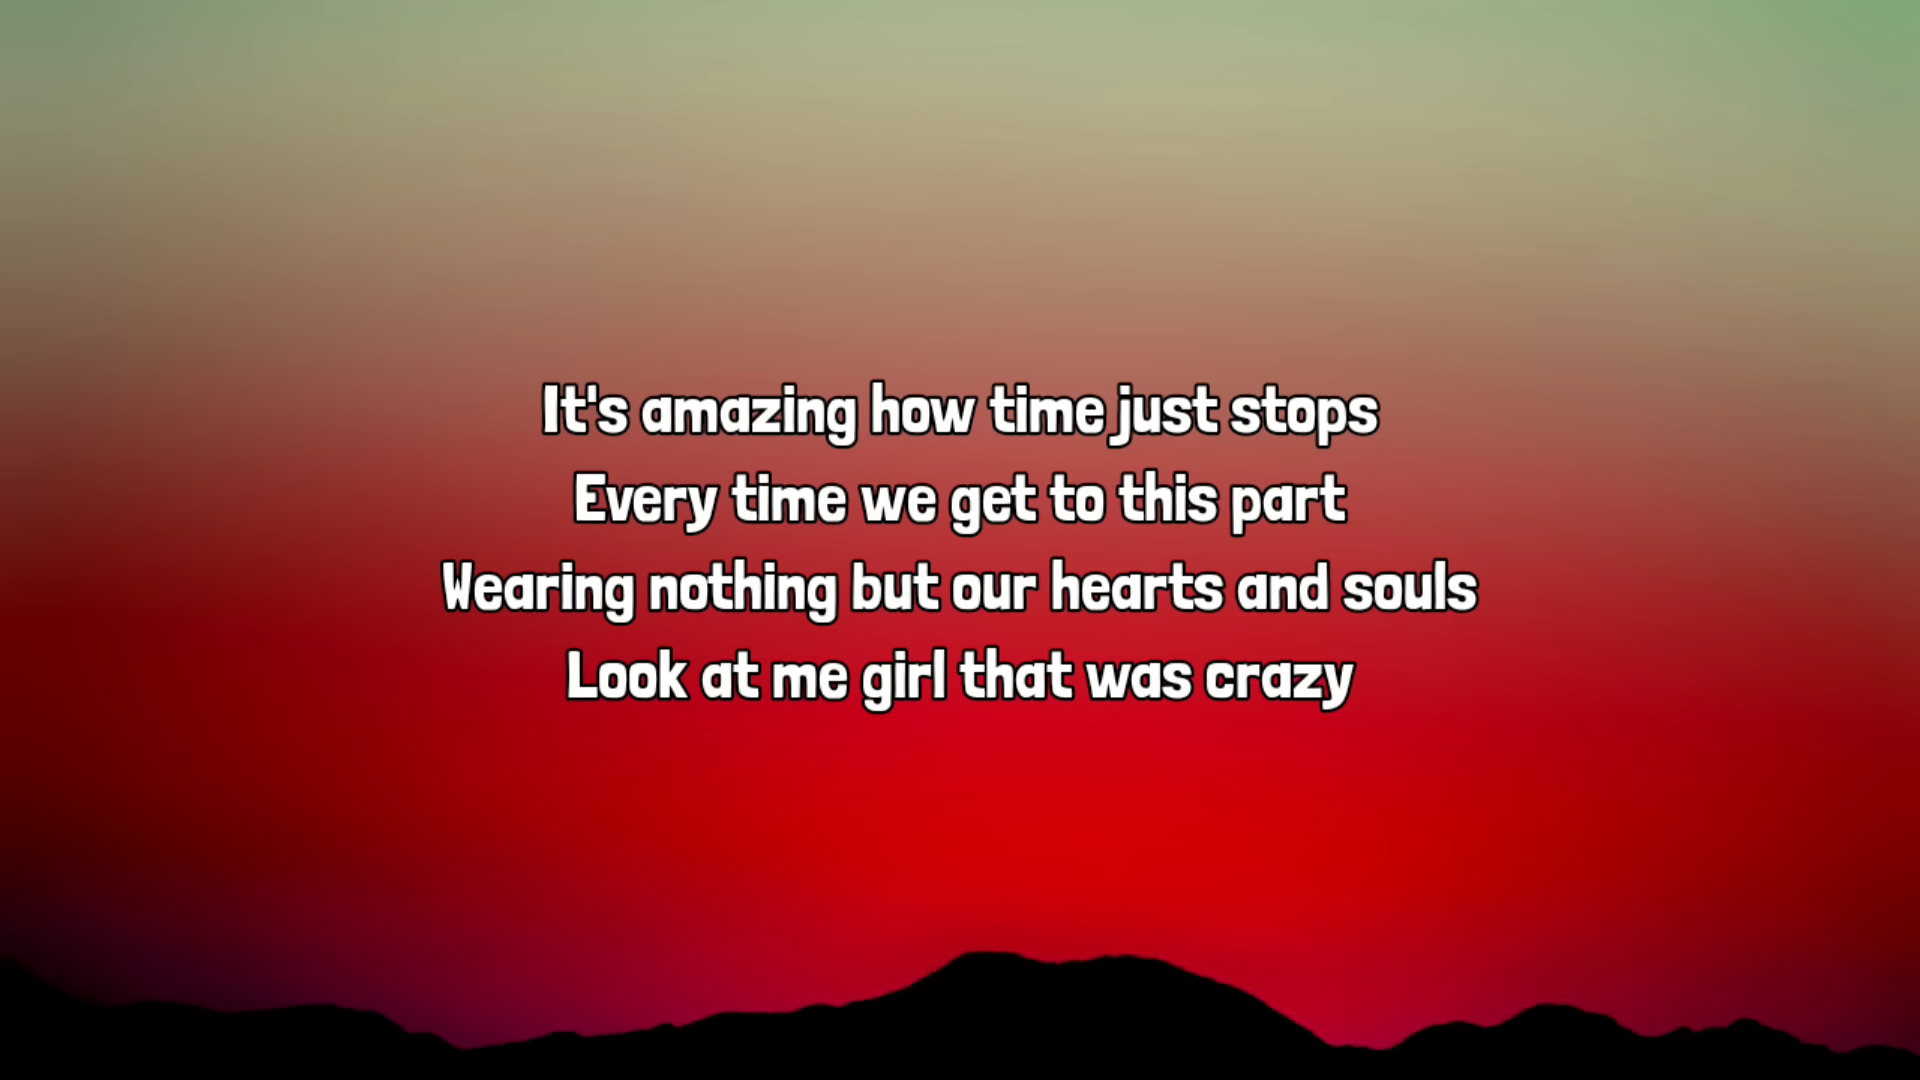 It's amazing how time just stops
Every time we get to this part
Wearing nothing but our hearts and souls
Look at me girl that was crazy